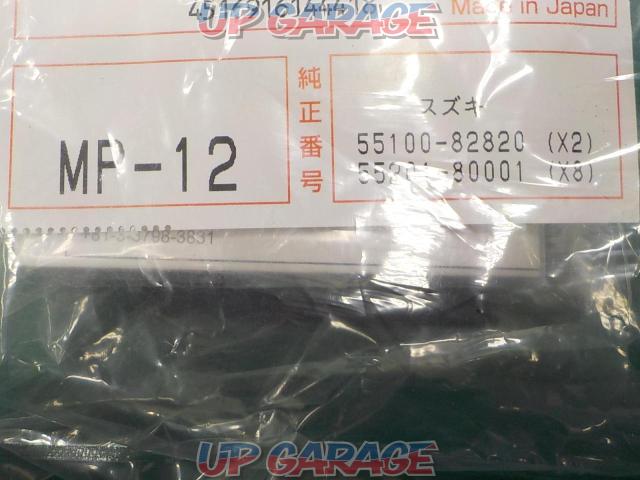 Made in Japan
UP GARAGE
MP-12
純正番号
スズキ
55100-82820 (X2)
-80001 (X8)
UP GARAGE